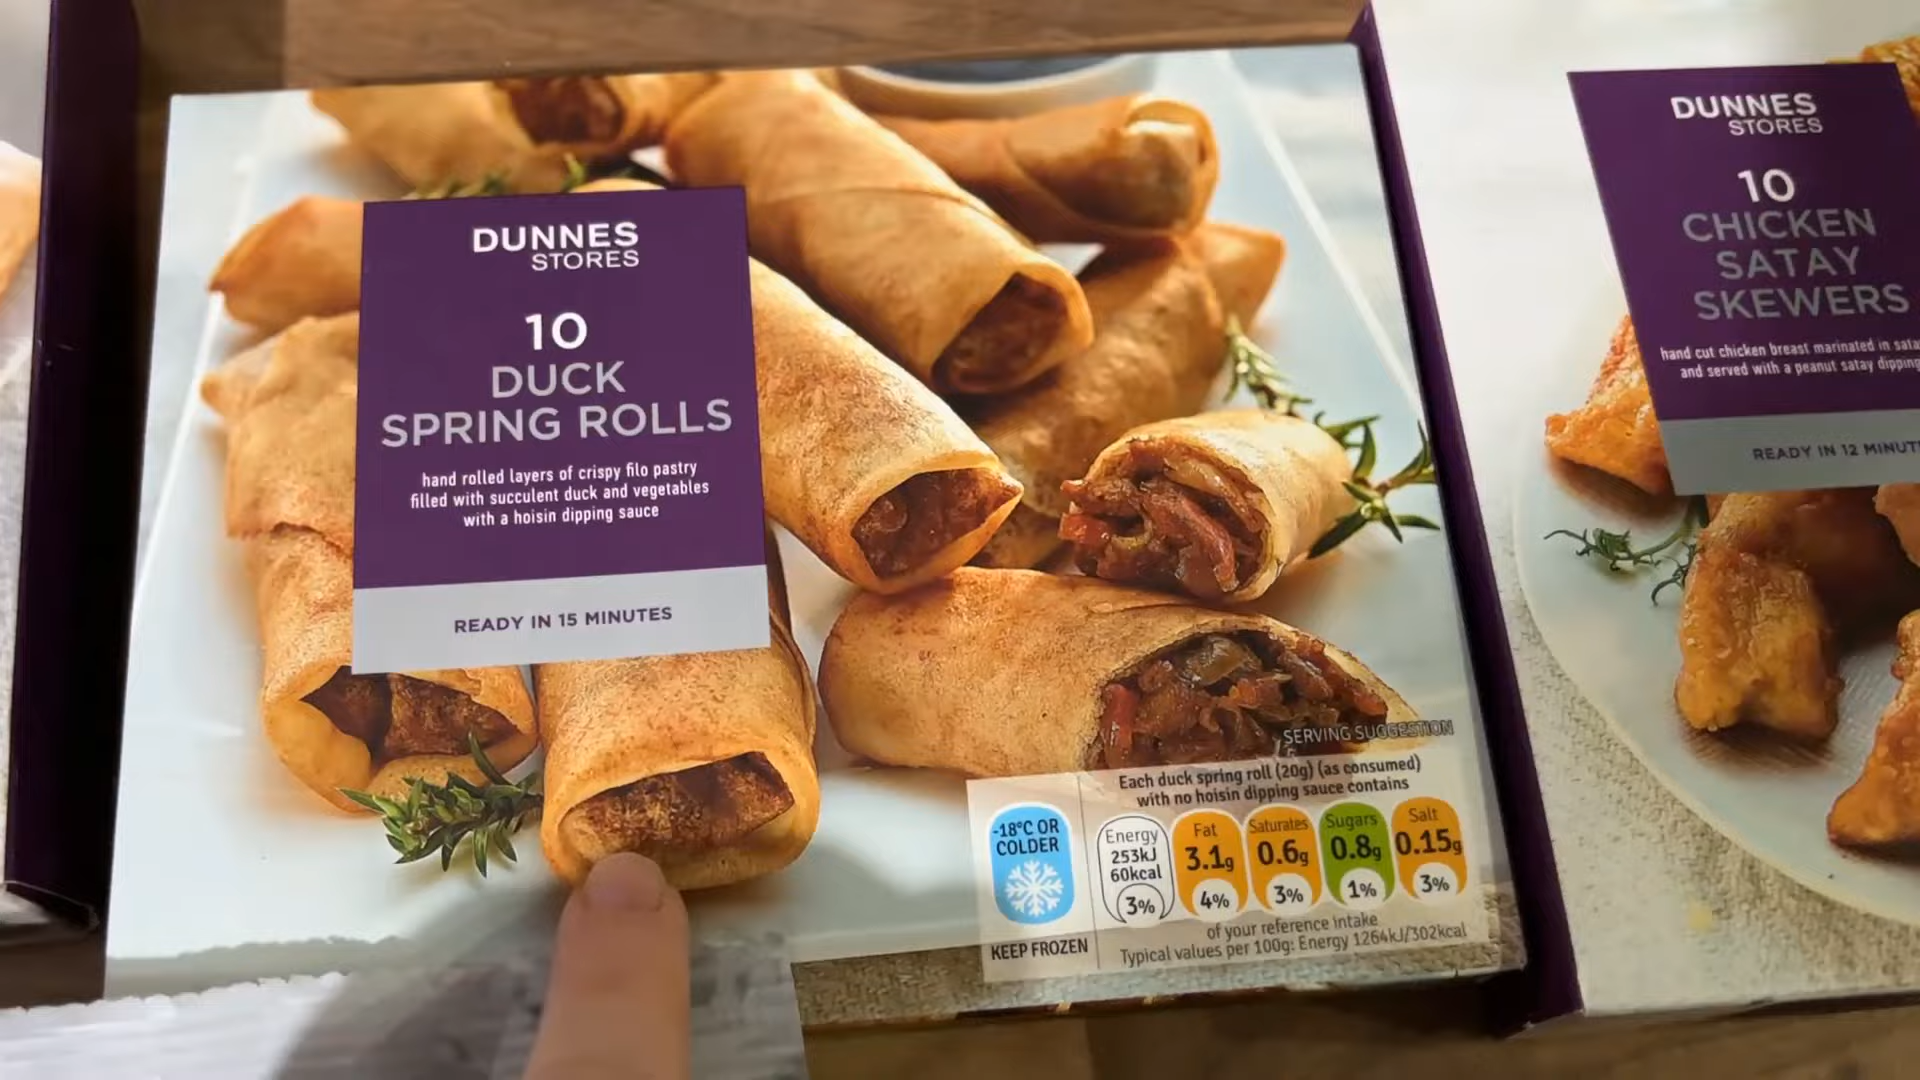 DUNNES
STORES
10
DUCK
SPRING ROLLS
hand rolled layers of crispy filo pastry
filled with succulent duck and vegetables
with a hoisin dipping sauce
READY IN 15 MINUTES
SERVING SUGGESTION
Each duck spring roll (20g) (as consumed)
with no hoisin dipping sauce contains
-18°C OR
COLDER
KEEP FROZEN
Energy
253kJ
60kcal
3%
Fat
3.1g
4%
Saturates
0.6g
3%
Sugars
0.8g
1%
Salt
0.15g
3%
of your reference intake
Typical values per 100g: Energy 1264kJ/302kcal
DUNNES
STORES
10
CHICKEN
SATAY
SKEWERS
hand cut chicken breast marinated in
and served with a peanut satay dipping
READY IN 12